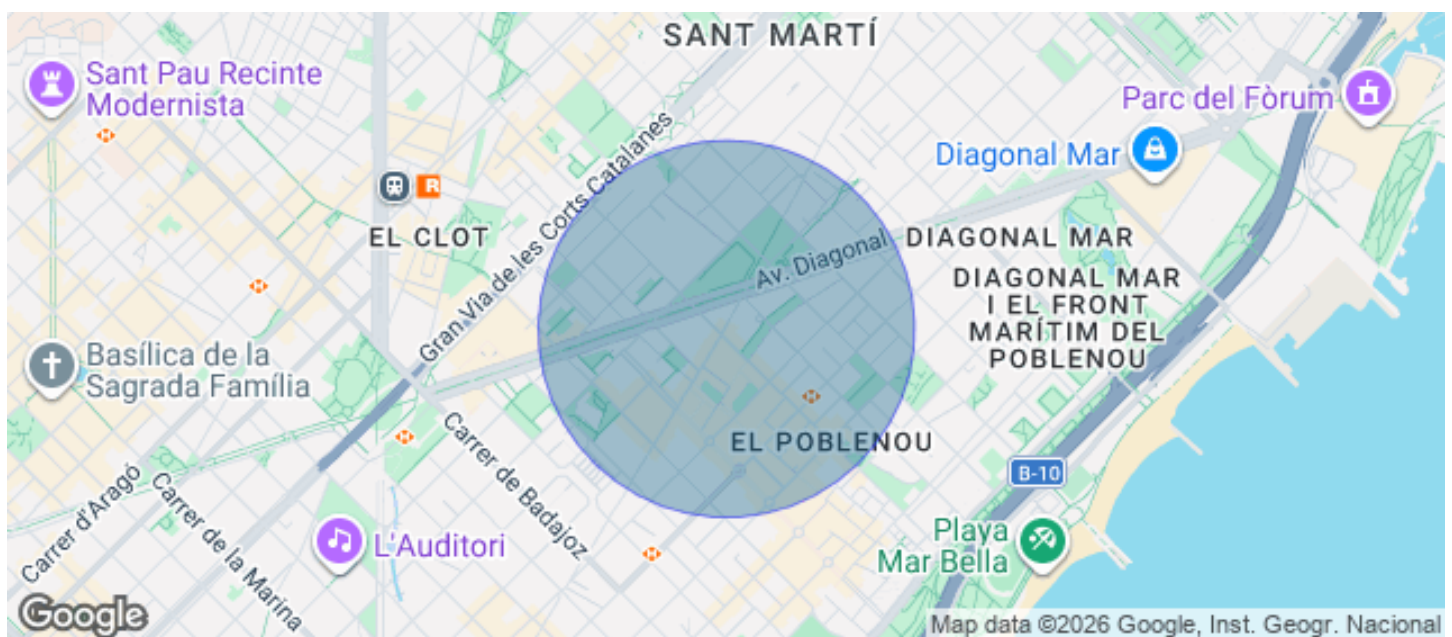 SANT MARTÍ
Sant Pau Recinte
Modernista
Parc del Fòrum
Diagonal Mar
Gran Via de les Corts Catalanes
R
EL CLOT
Av. Diagonal
DIAGONAL MAR
DIAGONAL MAR
I EL FRONT
MARÍTIM DEL
POBLENOU
Basílica de la
Sagrada Família
EL POBLENOU
Carrer de Badajoz
B-10
Carrer d'Aragó
Carrer de la Marina
L'Auditori
Playa
Mar Bella
Google
Map data ©2026 Google, Inst. Geogr. Nacional